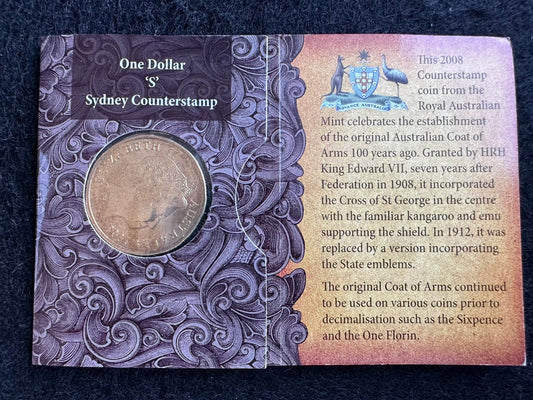 One Dollar
‘S’
Sydney Counterstamp
This 2008
Counterstamp
coin from the
Royal Australian
Mint celebrates the establishment
of the original Australian Coat of
Arms 100 years ago. Granted by HRH
King Edward VII, seven years after
Federation in 1908, it incorporated
the Cross of St George in the centre
with the familiar kangaroo and emu
supporting the shield. In 1912, it was
replaced by a version incorporating
the State emblems.
The original Coat of Arms continued
to be used on various coins prior to
decimalisation such as the Sixpence
and the One Florin.
ADVANCE AUSTRALIA